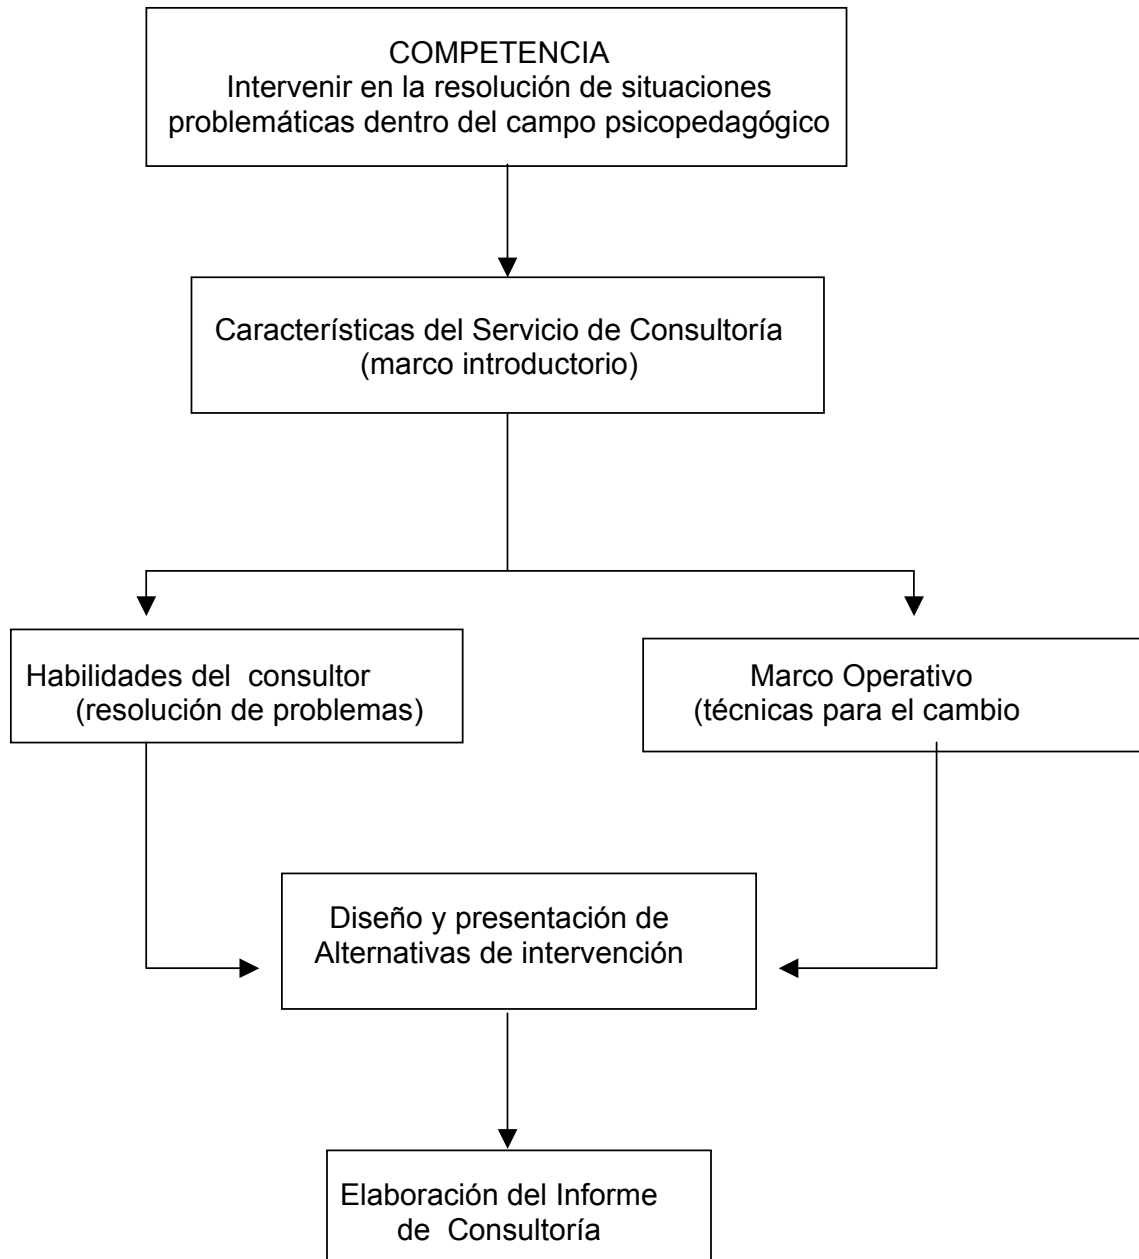 COMPETENCIA
Intervenir en la resolución de situaciones
problemáticas dentro del campo psicopedagógico
Características del Servicio de Consultoría
(marco introductorio)
Habilidades del consultor
(resolución de problemas)
Marco Operativo
(técnicas para el cambio
Diseño y presentación de
Alternativas de intervención
Elaboración del Informe
de Consultoría